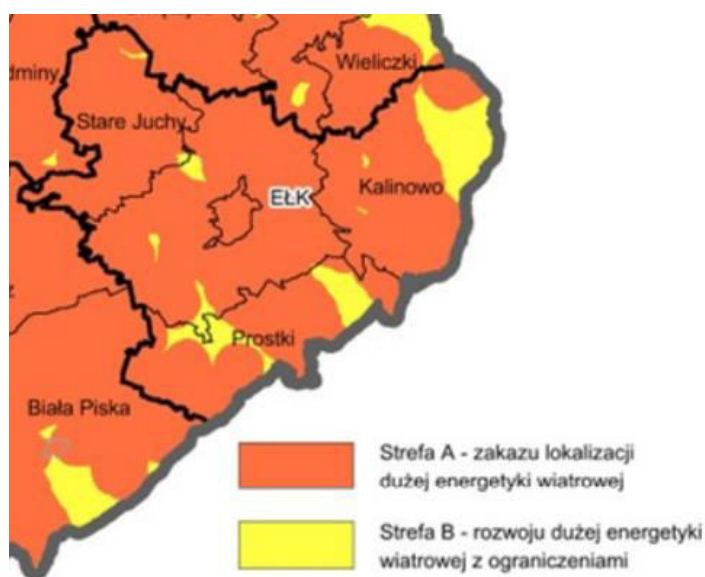 Wieliczki
dminy
Stare Juchy
Kalinowo
EŁK
Prostki
Biała Piska
Strefa A - zakazu lokalizacji
dużej energetyki wiatrowej
Strefa B - rozwoju dużej energetyki
wiatrowej z ograniczeniami